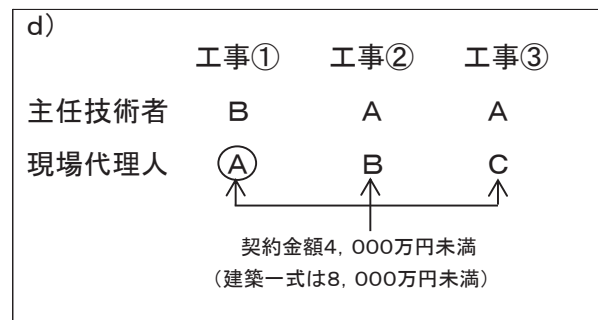 d)
工事① 工事② 工事③
主任技術者 B A A
現場代理人 A B C
契約金額4，000万円未満
（建築一式は8，000万円未満）